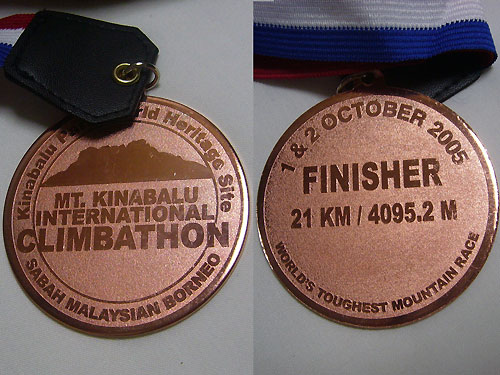 Kinabalu Park World Heritage Site
MT. KINABALU
INTERNATIONAL
CLIMBATHON
SABAH MALAYSIAN BORNEO
1 & 2 OCTOBER 2005
FINISHER
21 KM / 4095.2 M
WORLD'S TOUGHEST MOUNTAIN RACE